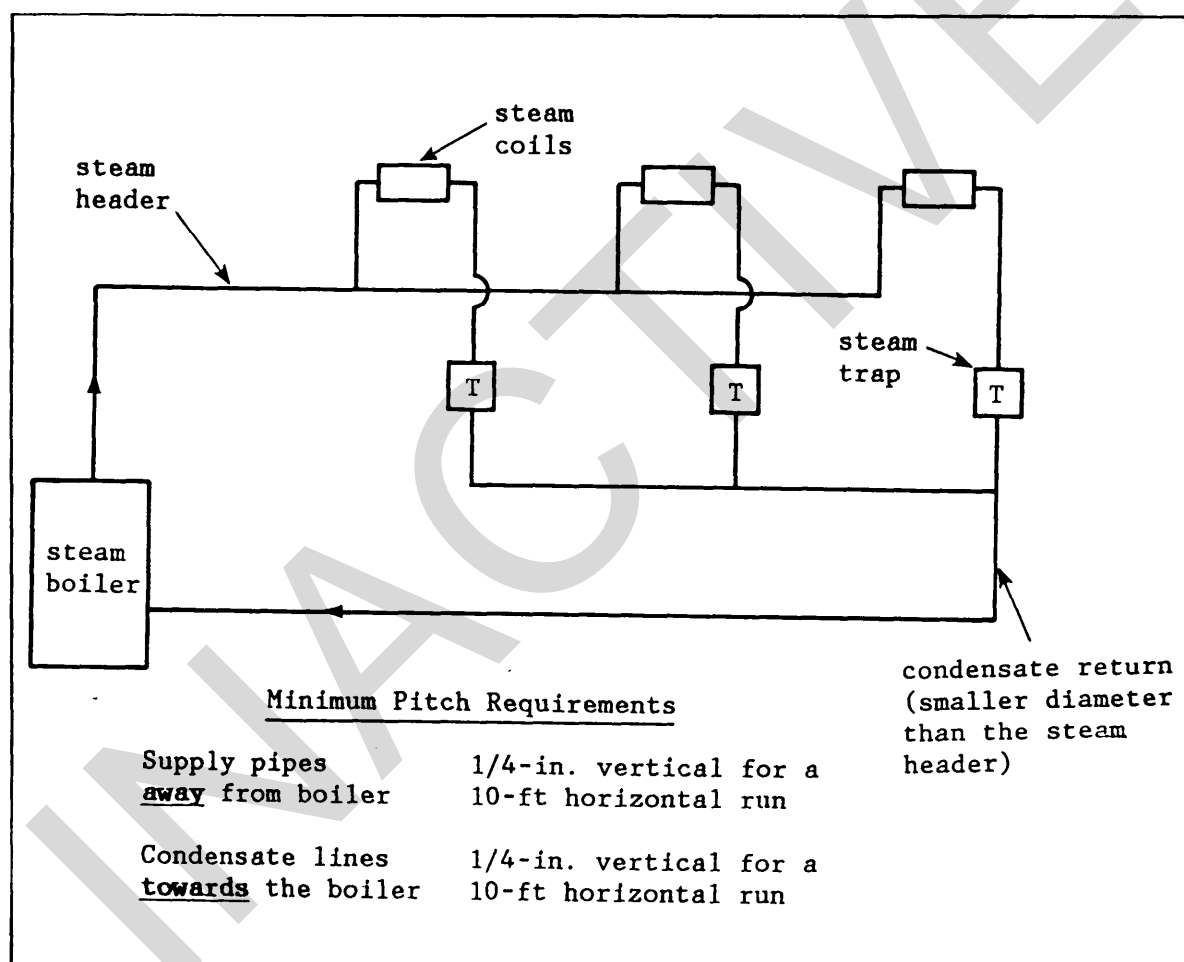 steam
coils
steam
header
steam
trap
T
T
T
steam
boiler
condensate return
(smaller diameter
than the steam
header)
Minimum Pitch Requirements
Supply pipes 1/4-in. vertical for a
away from boiler 10-ft horizontal run
Condensate lines 1/4-in. vertical for a
towards the boiler 10-ft horizontal run
INACTIVE